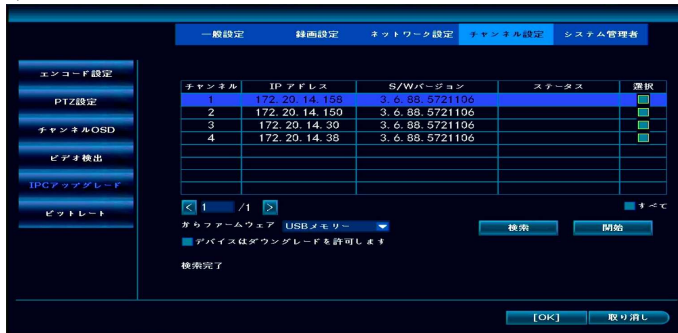 一般設定 録画設定 ネットワーク設定 チャンネル設定 システム管理者
エンコード設定
PTZ設定
チャンネルOSD
ビデオ検出
IPCアップグレード
ビットレート
チャンネル IP アドレス S/Wバージョン ステータス 選択
1 172. 20. 14. 158 3. 6. 88. 5721106
2 172. 20. 14. 150 3. 6. 88. 5721106
3 172. 20. 14. 30 3. 6. 88. 5721106
4 172. 20. 14. 38 3. 6. 88. 5721106
< 1 /1 > すべて
からファームウェア USBメモリー 検索 開始
デバイスはダウングレードを許可します
検索完了
[OK] 取り消し